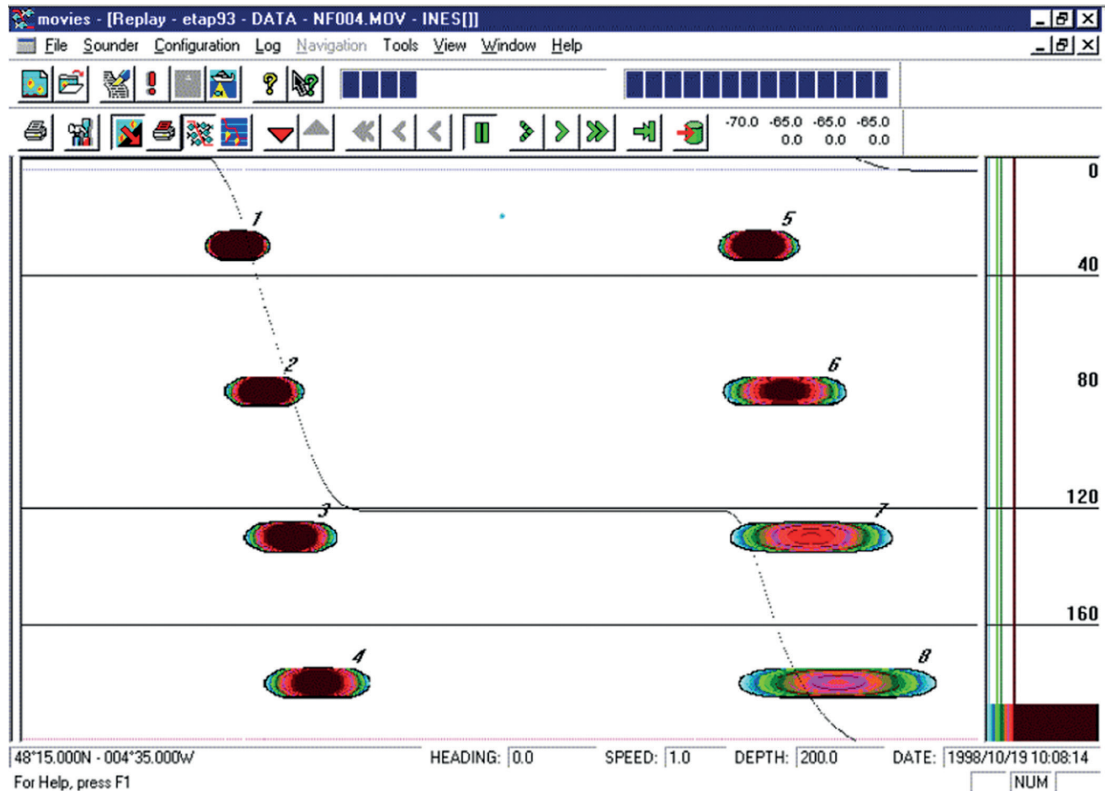 movies - [Replay - etap93 - DATA - NF004.MOV - INES[]]
File Sounder Configuration Log Navigation Tools View Window Help
-70.0 -65.0 -65.0 -65.0
0.0 0.0 0.0
0
1 5
40
2 6
80
120
3 7
160
4 8
48°15.000N - 004°35.000W HEADING: 0.0 SPEED: 1.0 DEPTH: 200.0 DATE: 1998/10/19 10:08:14
For Help, press F1 NUM